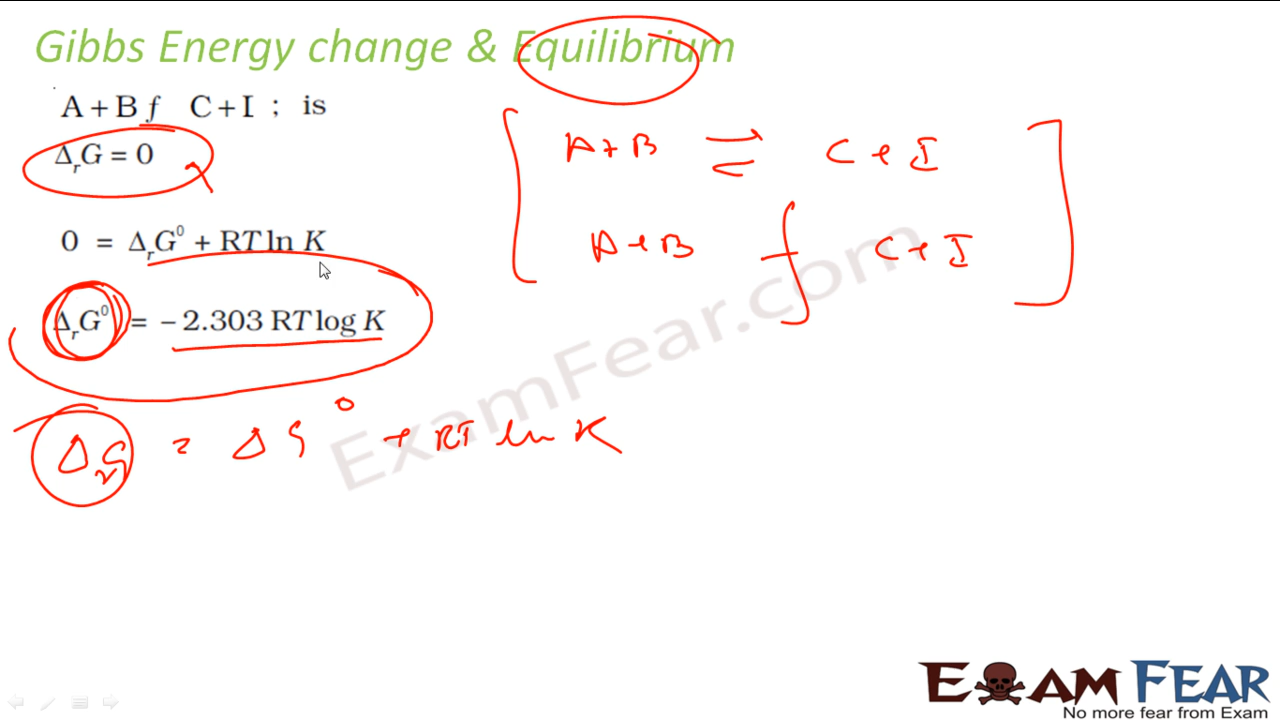 Gibbs Energy change & Equilibrium
A + B ƒ C + I ; is
ΔrG = 0
0 = ΔrG⁰ + RT ln K
ΔrG⁰ = – 2.303 RT log K
A + B ⇌ C + I
A + B ƒ C + I
ΔrG = ΔG⁰ + RT ln K
ExamFear.com
EXAM FEAR
No more fear from Exam